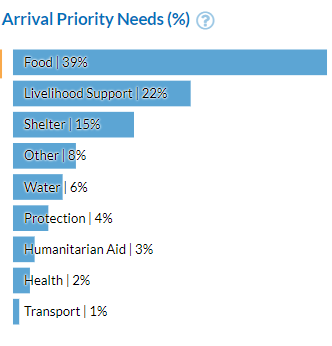 Arrival Priority Needs (%) ?
Food | 39%
Livelihood Support | 22%
Shelter | 15%
Other | 8%
Water | 6%
Protection | 4%
Humanitarian Aid | 3%
Health | 2%
Transport | 1%